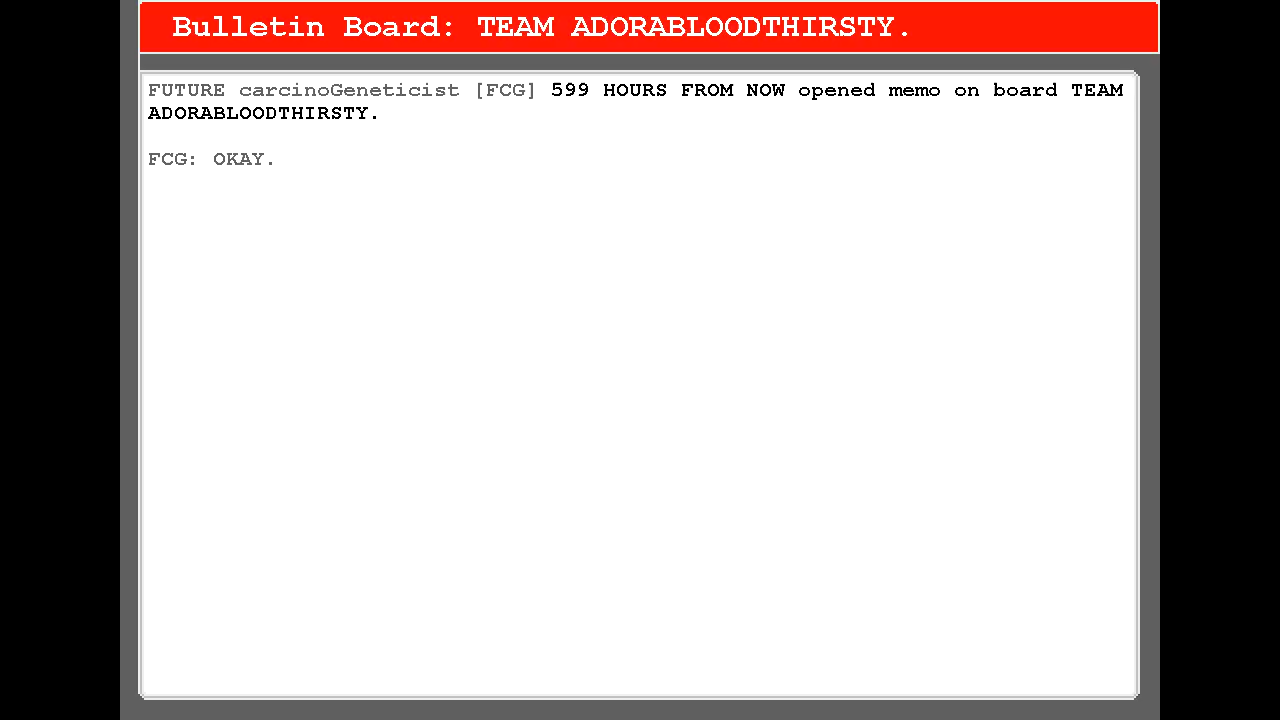 Bulletin Board: TEAM ADORABLOODTHIRSTY.
FUTURE carcinoGeneticist [FCG] 599 HOURS FROM NOW opened memo on board TEAM
ADORABLOODTHIRSTY.
FCG: OKAY.